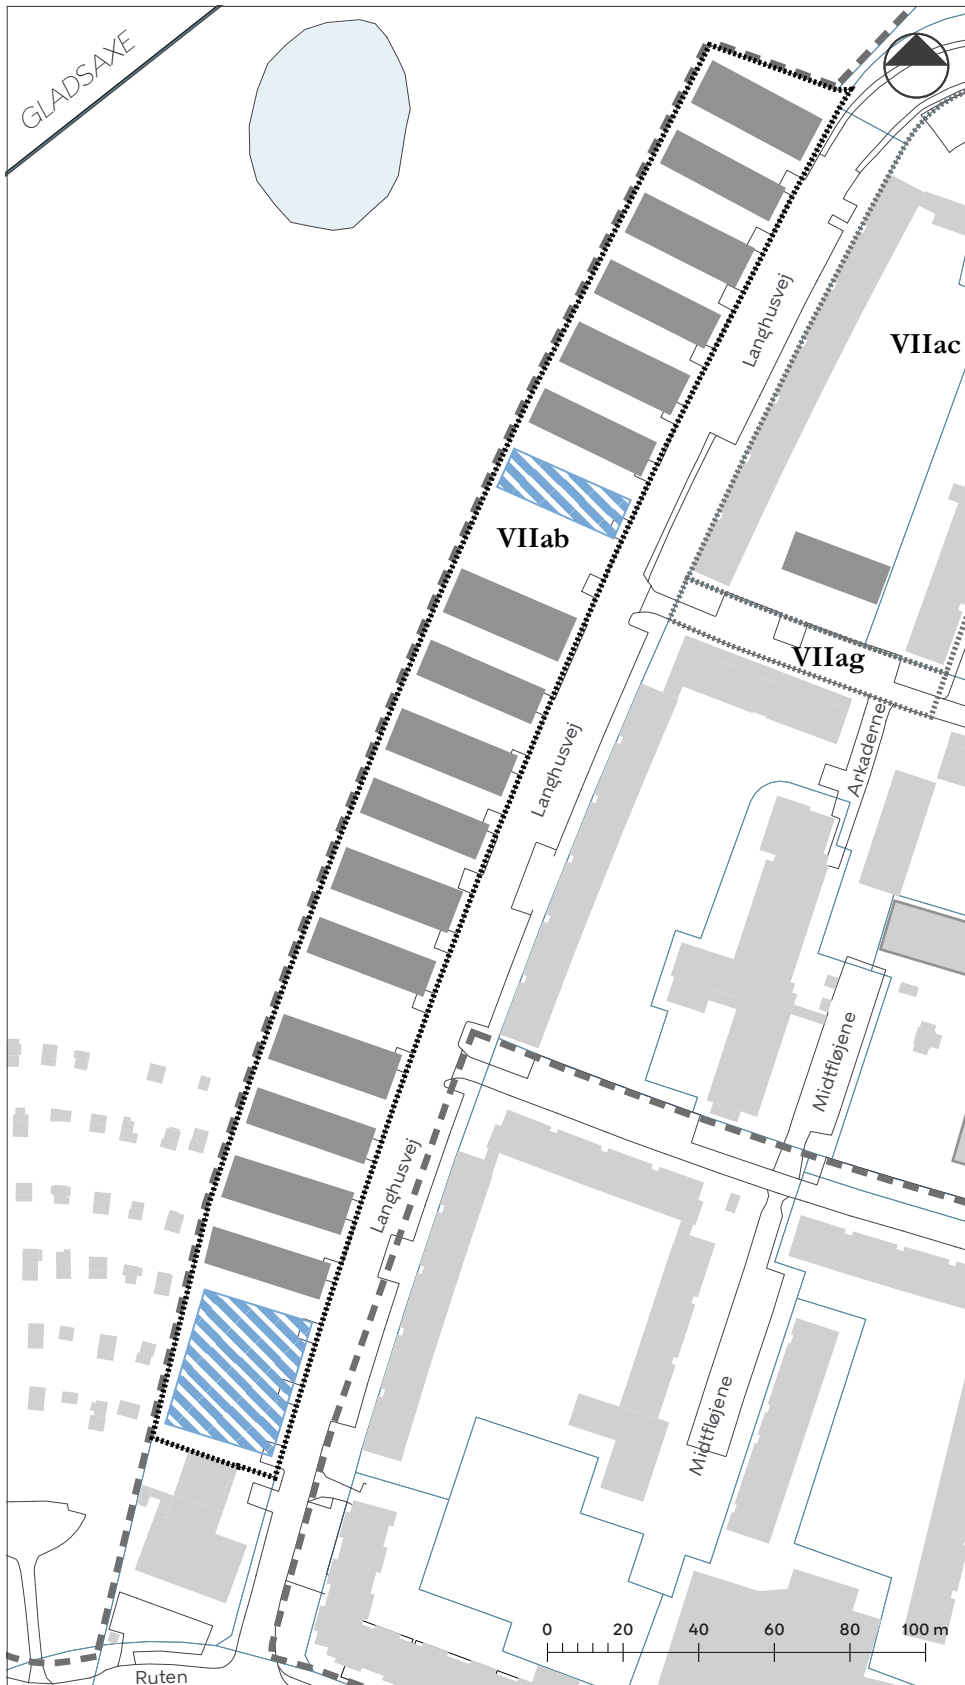 GLADSAXE
Langhusvej
VIIac
VIIab
VIIag
Arkaderne
Langhusvej
Midtfløjene
Langhusvej
Midtfløjene
0 20 40 60 80 100 m
Ruten